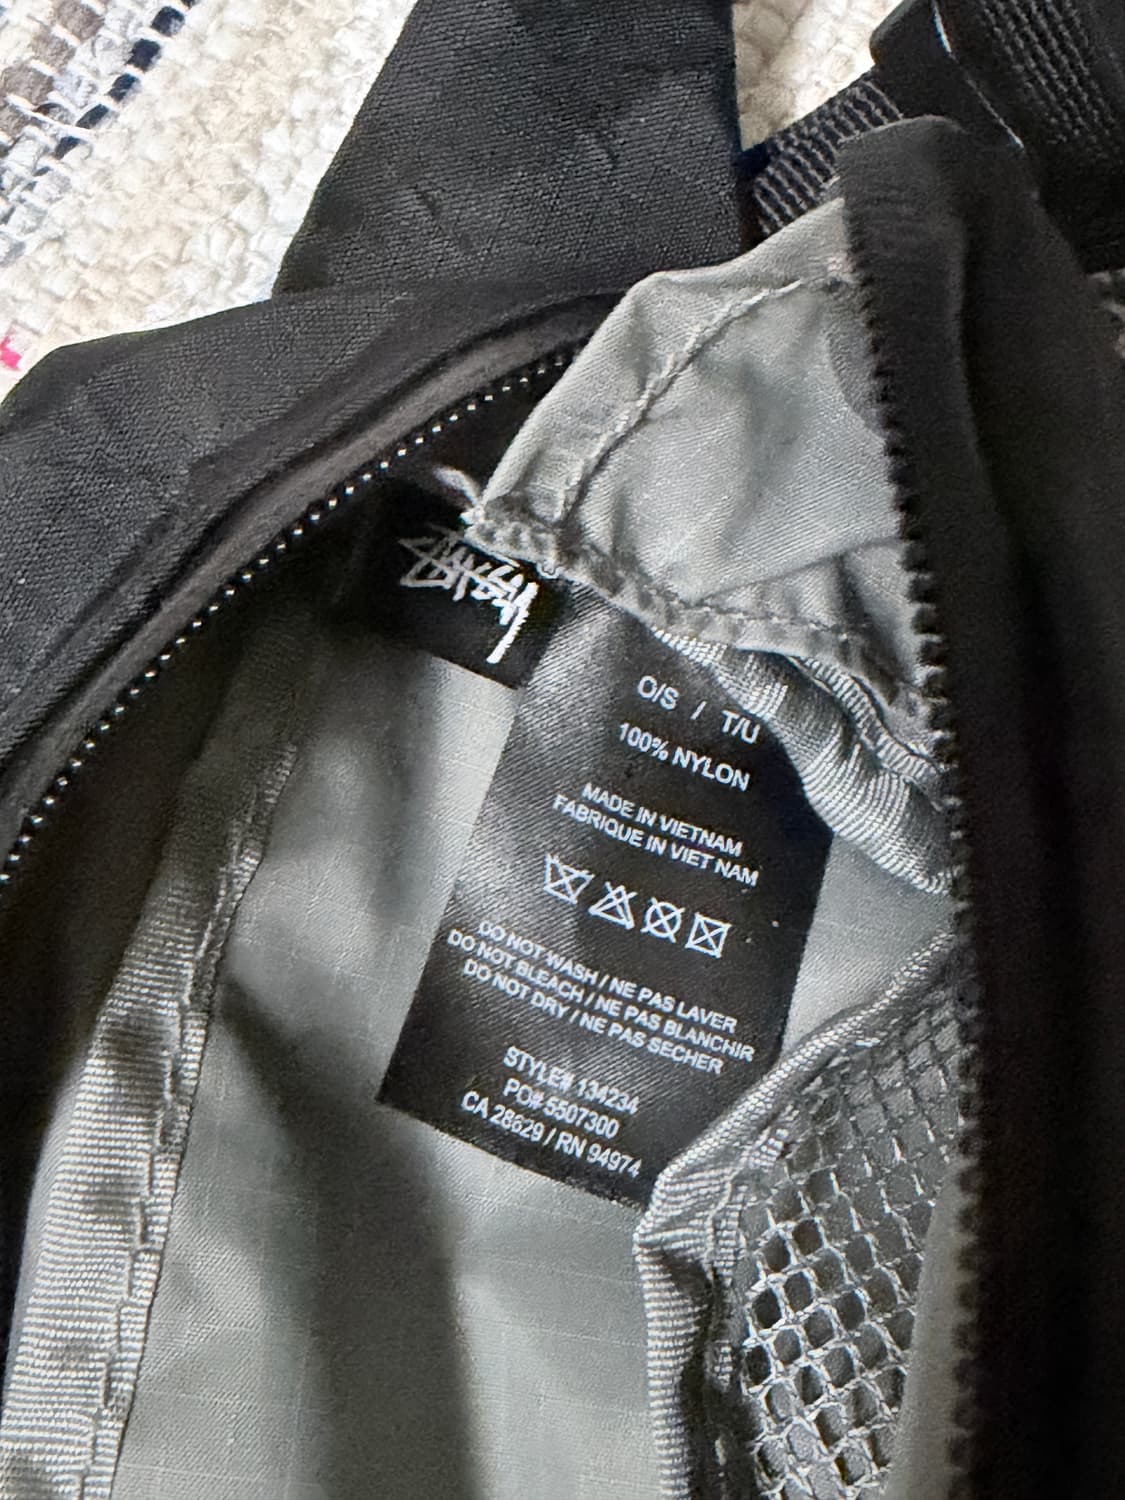 STÜSSY
O/S / T/U
100% NYLON
MADE IN VIETNAM
FABRIQUE IN VIET NAM
DO NOT WASH / NE PAS LAVER
DO NOT BLEACH / NE PAS BLANCHIR
DO NOT DRY / NE PAS SECHER
STYLE# 134234
PO# 5507300
CA 28629 / RN 94974